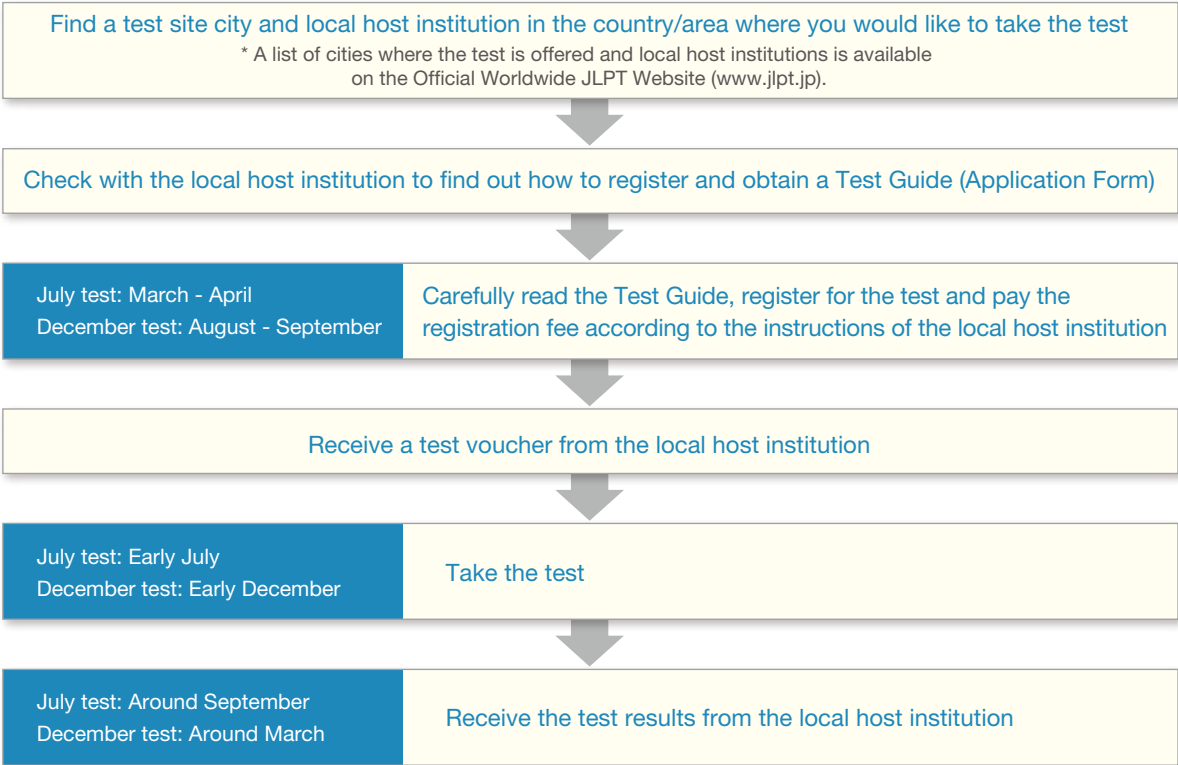 Find a test site city and local host institution in the country/area where you would like to take the test
* A list of cities where the test is offered and local host institutions is available
on the Official Worldwide JLPT Website (www.jlpt.jp).
Check with the local host institution to find out how to register and obtain a Test Guide (Application Form)
July test: March - April
December test: August - September
Carefully read the Test Guide, register for the test and pay the
registration fee according to the instructions of the local host institution
Receive a test voucher from the local host institution
July test: Early July
December test: Early December
Take the test
July test: Around September
December test: Around March
Receive the test results from the local host institution